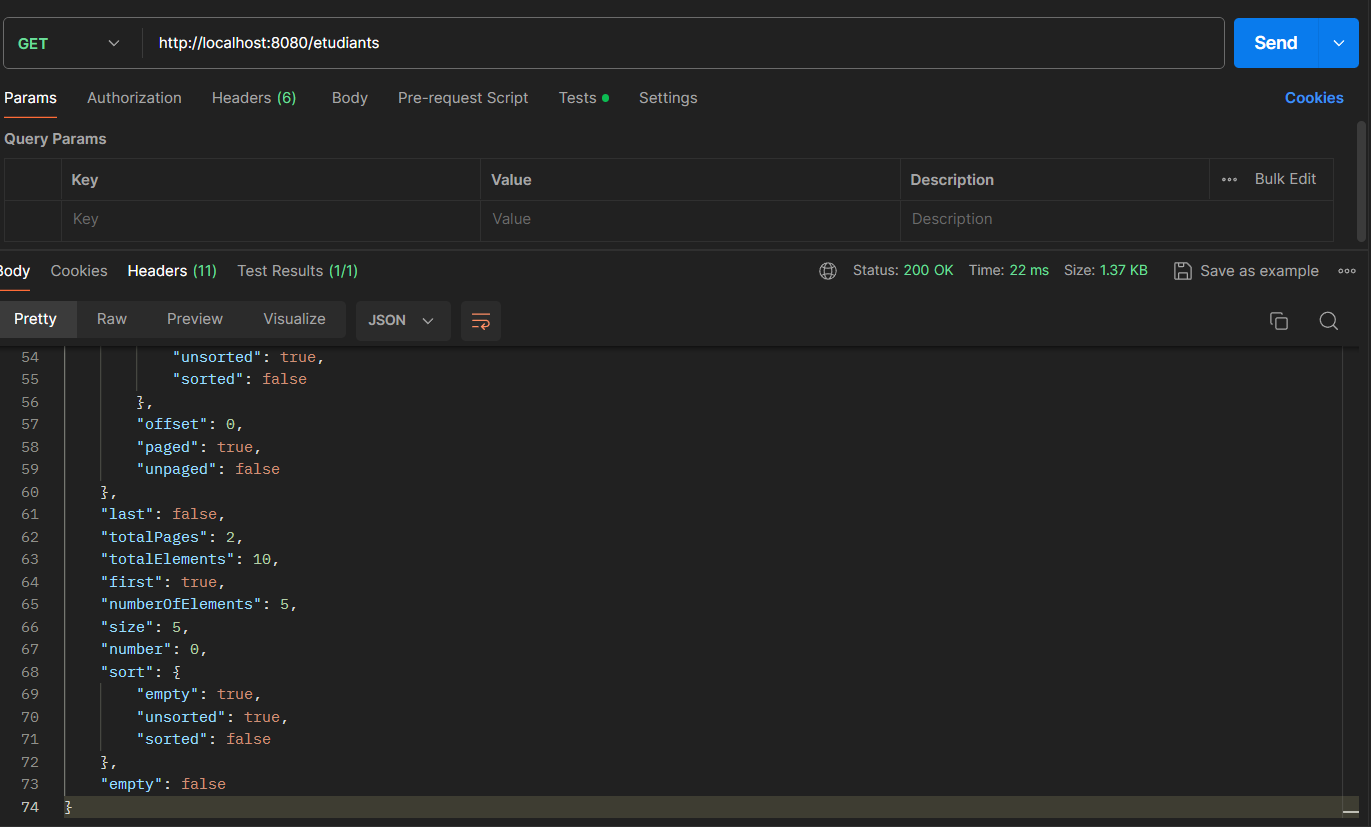 GET http://localhost:8080/etudiants Send
Params Authorization Headers (6) Body Pre-request Script Tests Settings Cookies
Query Params
Key Value Description Bulk Edit
Key Value Description
Body Cookies Headers (11) Test Results (1/1) Status: 200 OK Time: 22 ms Size: 1.37 KB Save as example
Pretty Raw Preview Visualize JSON
54 "unsorted": true,
55 "sorted": false
56 },
57 "offset": 0,
58 "paged": true,
59 "unpaged": false
60 },
61 "last": false,
62 "totalPages": 2,
63 "totalElements": 10,
64 "first": true,
65 "numberOfElements": 5,
66 "size": 5,
67 "number": 0,
68 "sort": {
69 "empty": true,
70 "unsorted": true,
71 "sorted": false
72 },
73 "empty": false
74 }